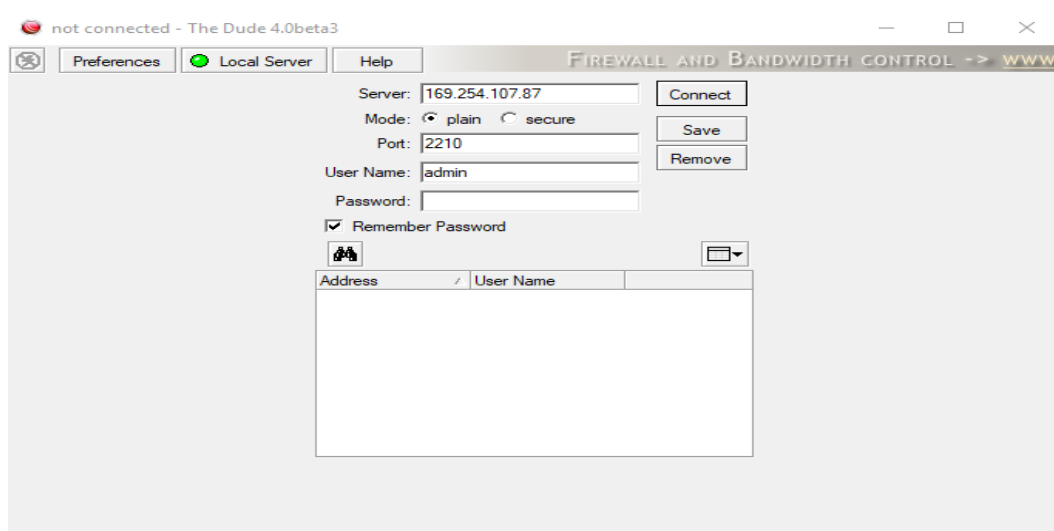 not connected - The Dude 4.0beta3
Preferences Local Server Help FIREWALL AND BANDWIDTH CONTROL -> WWW
Server: 169.254.107.87 Connect
Mode: plain secure
Save
Port: 2210
Remove
User Name: admin
Password:
Remember Password
Address User Name